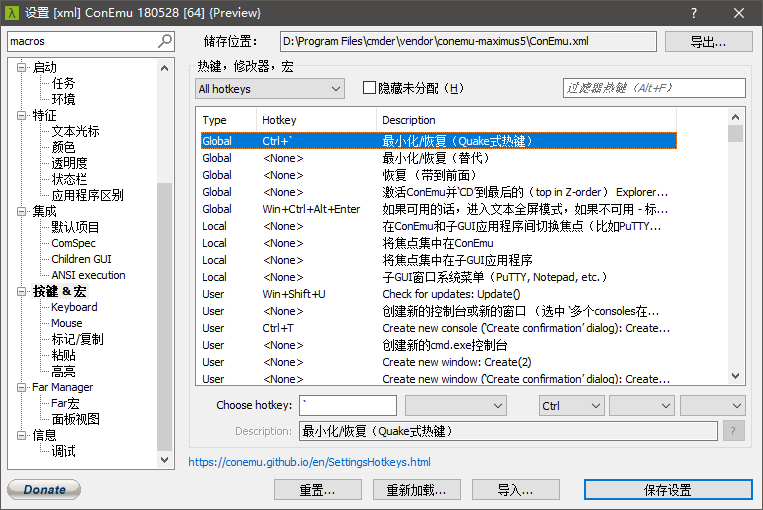 设置 [xml] ConEmu 180528 [64] {Preview}
macros
储存位置：
D:\Program Files\cmder\vendor\conemu-maximus5\ConEmu.xml
导出...
启动
任务
环境
特征
文本光标
颜色
透明度
状态栏
应用程序区别
集成
默认项目
ComSpec
Children GUI
ANSI execution
按键 & 宏
Keyboard
Mouse
标记/复制
粘贴
高亮
Far Manager
Far宏
面板视图
信息
调试
热键，修改器，宏
All hotkeys
隐藏未分配（H）
过滤器热键（Alt+F）
Type Hotkey Description
Global Ctrl+` 最小化/恢复（Quake式热键）
Global <None> 最小化/恢复（替代）
Global <None> 恢复（带到前面）
Global <None> 激活ConEmu并‘CD’到最后的（top in Z-order） Explorer...
Global Win+Ctrl+Alt+Enter 如果可用的话，进入文本全屏模式，如果不可用 - 标...
Local <None> 在ConEmu和子GUI应用程序间切换焦点（比如PuTTY...
Local <None> 将焦点集中在ConEmu
Local <None> 将焦点集中在子GUI应用程序
Local <None> 子GUI窗口系统菜单（PuTTY, Notepad, etc.）
User Win+Shift+U Check for updates: Update()
User <None> 创建新的控制台或新的窗口 （选中 ‘多个consoles在...
User Ctrl+T Create new console (‘Create confirmation’ dialog): Create...
User <None> 创建新的cmd.exe控制台
User <None> Create new window: Create(2)
User <None> Create new window (‘Create confirmation’ dialog): Create...
Choose hotkey: ` Ctrl
Description: 最小化/恢复（Quake式热键） ?
https://conemu.github.io/en/SettingsHotkeys.html
Donate
重置...
重新加载...
导入...
保存设置